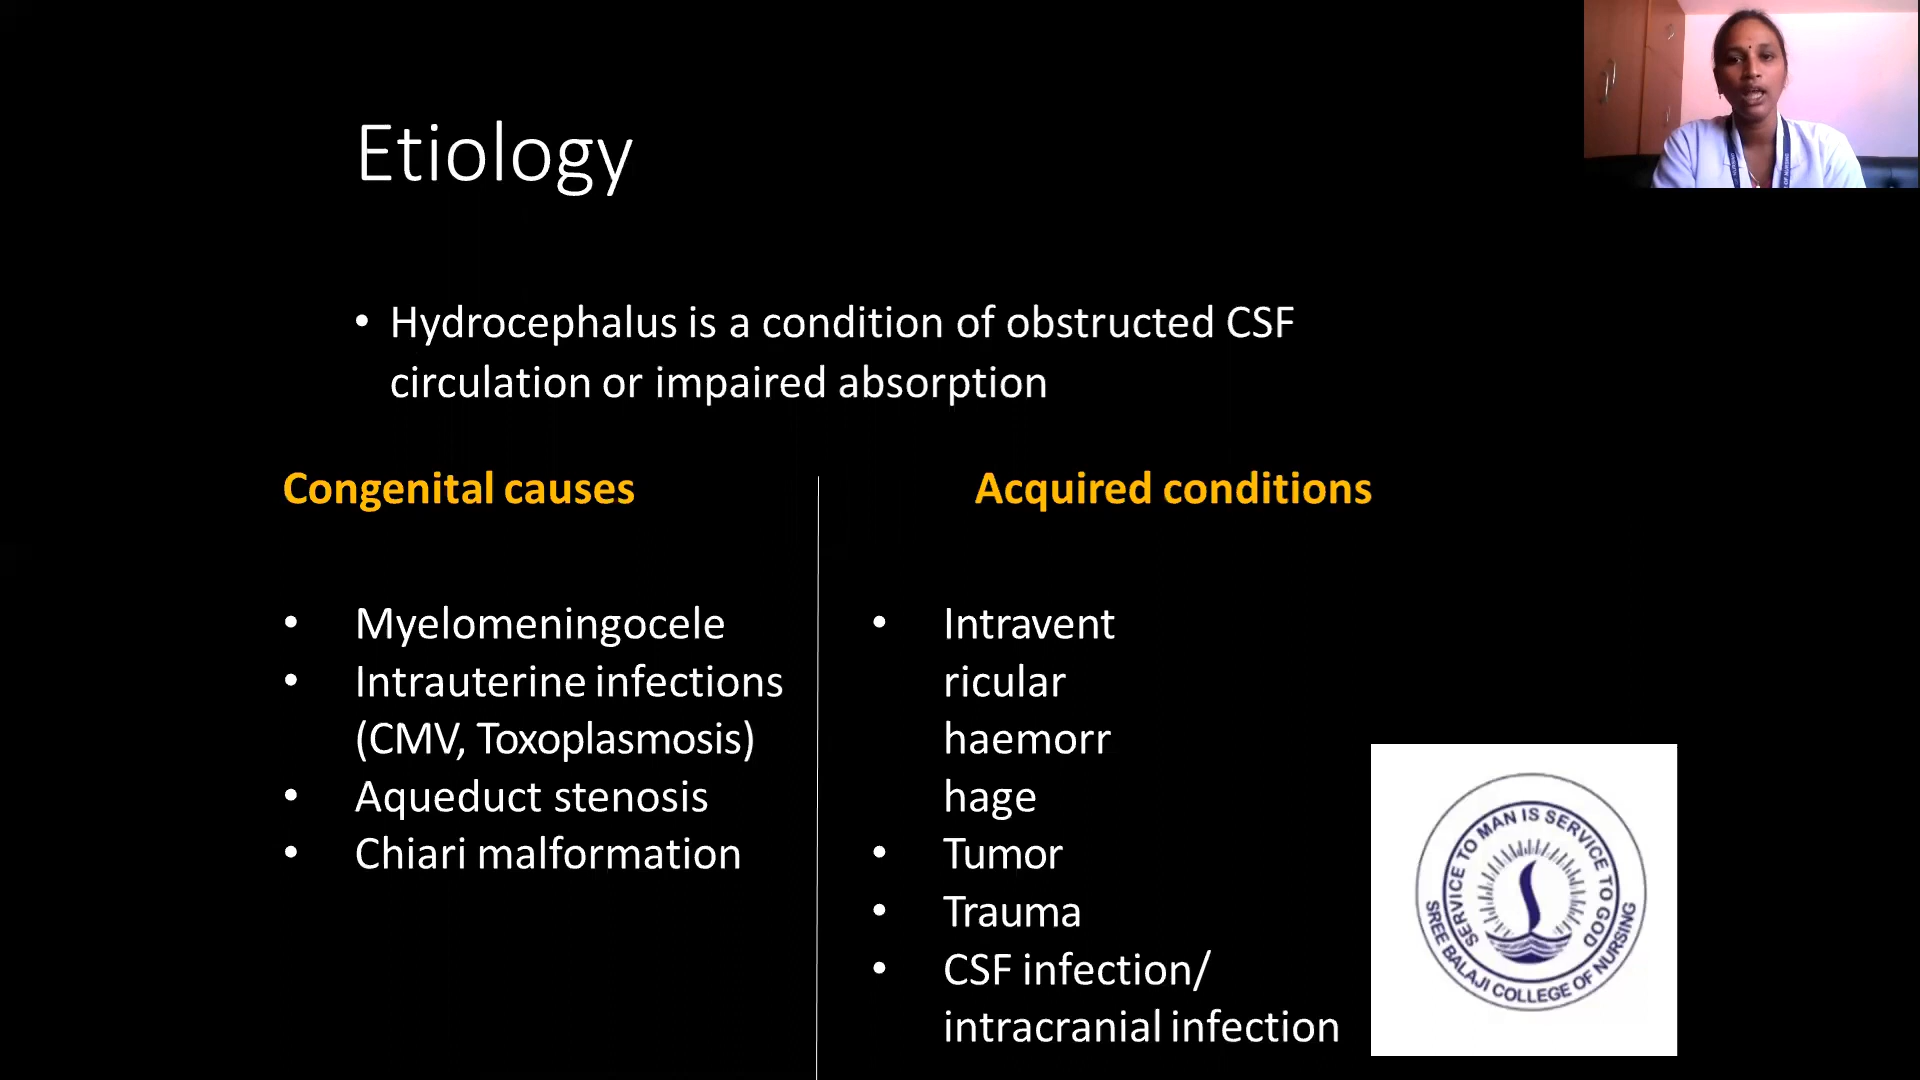 Etiology
• Hydrocephalus is a condition of obstructed CSF
circulation or impaired absorption
Congenital causes
• Myelomeningocele
• Intrauterine infections
(CMV, Toxoplasmosis)
• Aqueduct stenosis
• Chiari malformation
Acquired conditions
• Intravent
ricular
haemorr
hage
• Tumor
• Trauma
• CSF infection/
intracranial infection
SERVICE TO MAN IS SERVICE TO GOD
SREE BALAJI COLLEGE OF NURSING